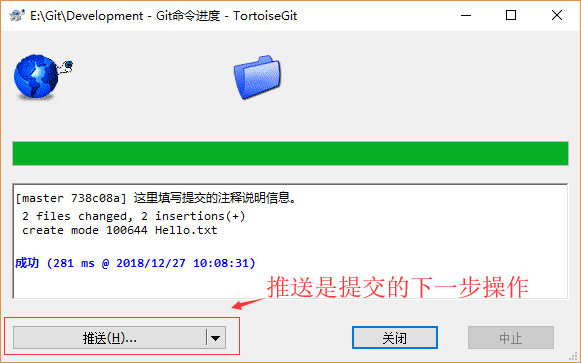 E:\Git\Development - Git命令进度 - TortoiseGit
[master 738c08a] 这里填写提交的注释说明信息。
2 files changed, 2 insertions(+)
create mode 100644 Hello.txt
成功 (281 ms @ 2018/12/27 10:08:31)
推送是提交的下一步操作
推送(H)...
关闭
中止